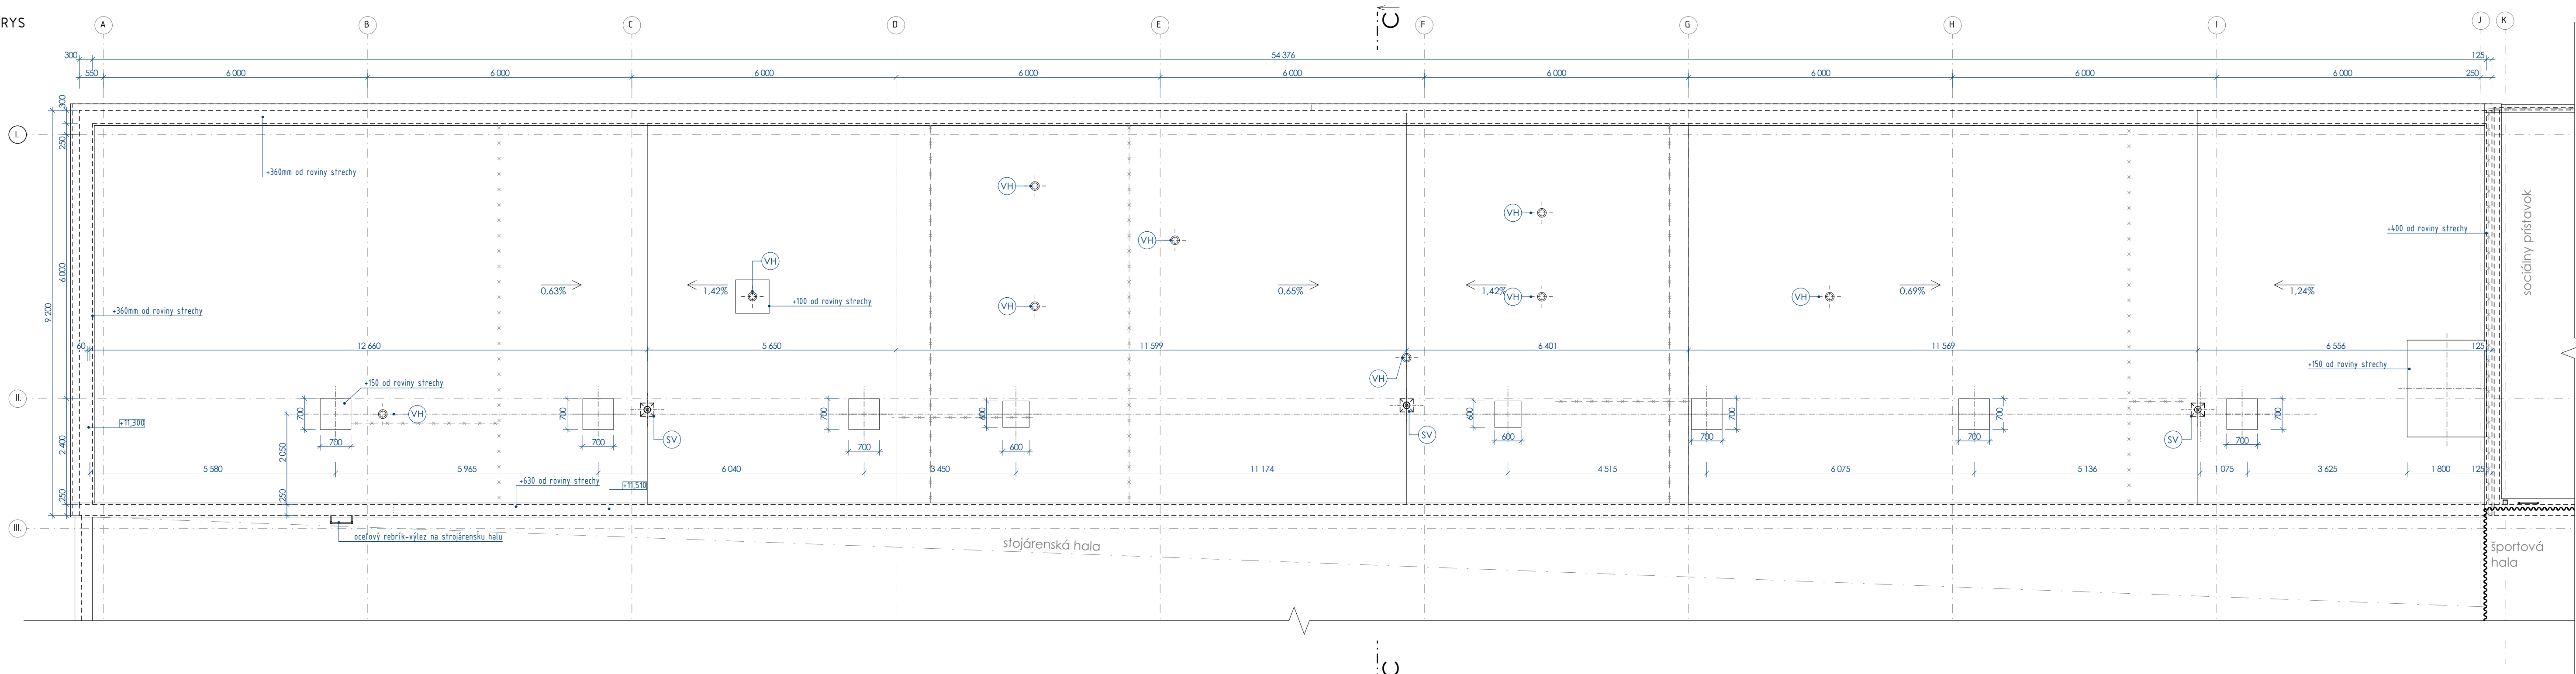 RYS
A
B
C
D
E
C
F
G
H
I
J
K
300
54 376
125
550
6 000
6 000
6 000
6 000
6 000
6 000
6 000
6 000
6 000
250
300
I.
250
+360mm od roviny strechy
VH
VH
sociálny prístavok
+400 od roviny strechy
VH
VH
6 000
0,63%
1,42%
0,65%
1,42%
VH
VH
0,69%
1,24%
+100 od roviny strechy
VH
9 200
+360mm od roviny strechy
60
12 660
5 650
11 599
6 401
11 569
6 556
125
+150 od roviny strechy
VH
+150 od roviny strechy
II.
700
VH
700
700
600
600
700
700
700
+11,300
700
700
700
600
600
700
700
700
SV
SV
SV
2 400
2 050
5 580
5 965
6 040
3 450
11 174
4 515
6 075
5 136
1 075
3 625
1 800
125
+630 od roviny strechy
+11,510
250
250
III.
oceľový rebrík-výlez na strojárensku halu
stojárenská hala
športová
hala
C